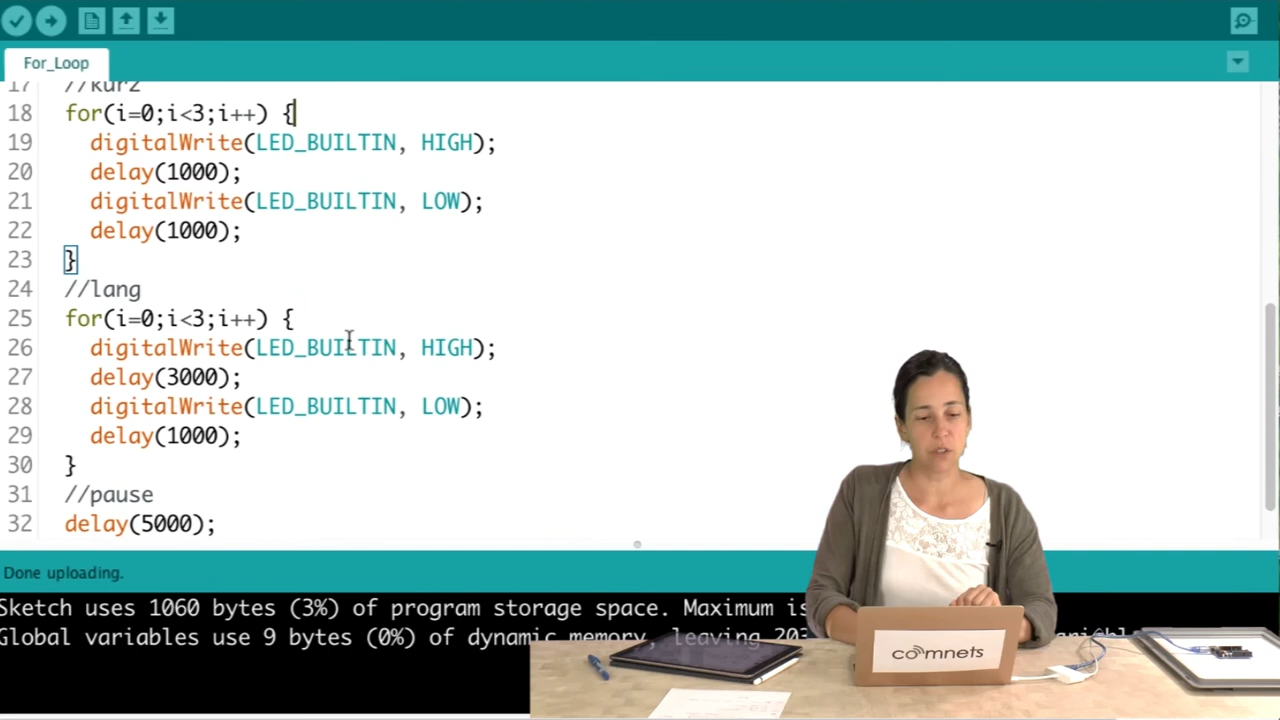 For_Loop
17 //kurz
18 for(i=0;i<3;i++) {
19 digitalWrite(LED_BUILTIN, HIGH);
20 delay(1000);
21 digitalWrite(LED_BUILTIN, LOW);
22 delay(1000);
23 }
24 //lang
25 for(i=0;i<3;i++) {
26 digitalWrite(LED_BUILTIN, HIGH);
27 delay(3000);
28 digitalWrite(LED_BUILTIN, LOW);
29 delay(1000);
30 }
31 //pause
32 delay(5000);
Done uploading.
Sketch uses 1060 bytes (3%) of program storage space. Maximum is
Global variables use 9 bytes (0%) of dynamic memory, leaving 203
comnets